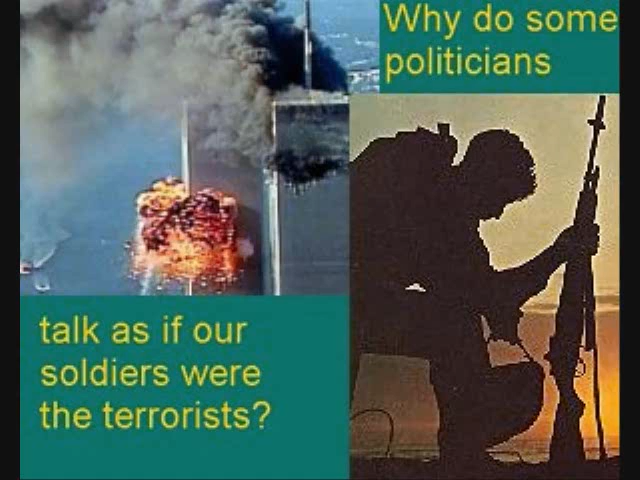 Why do some
politicians
talk as if our
soldiers were
the terrorists?